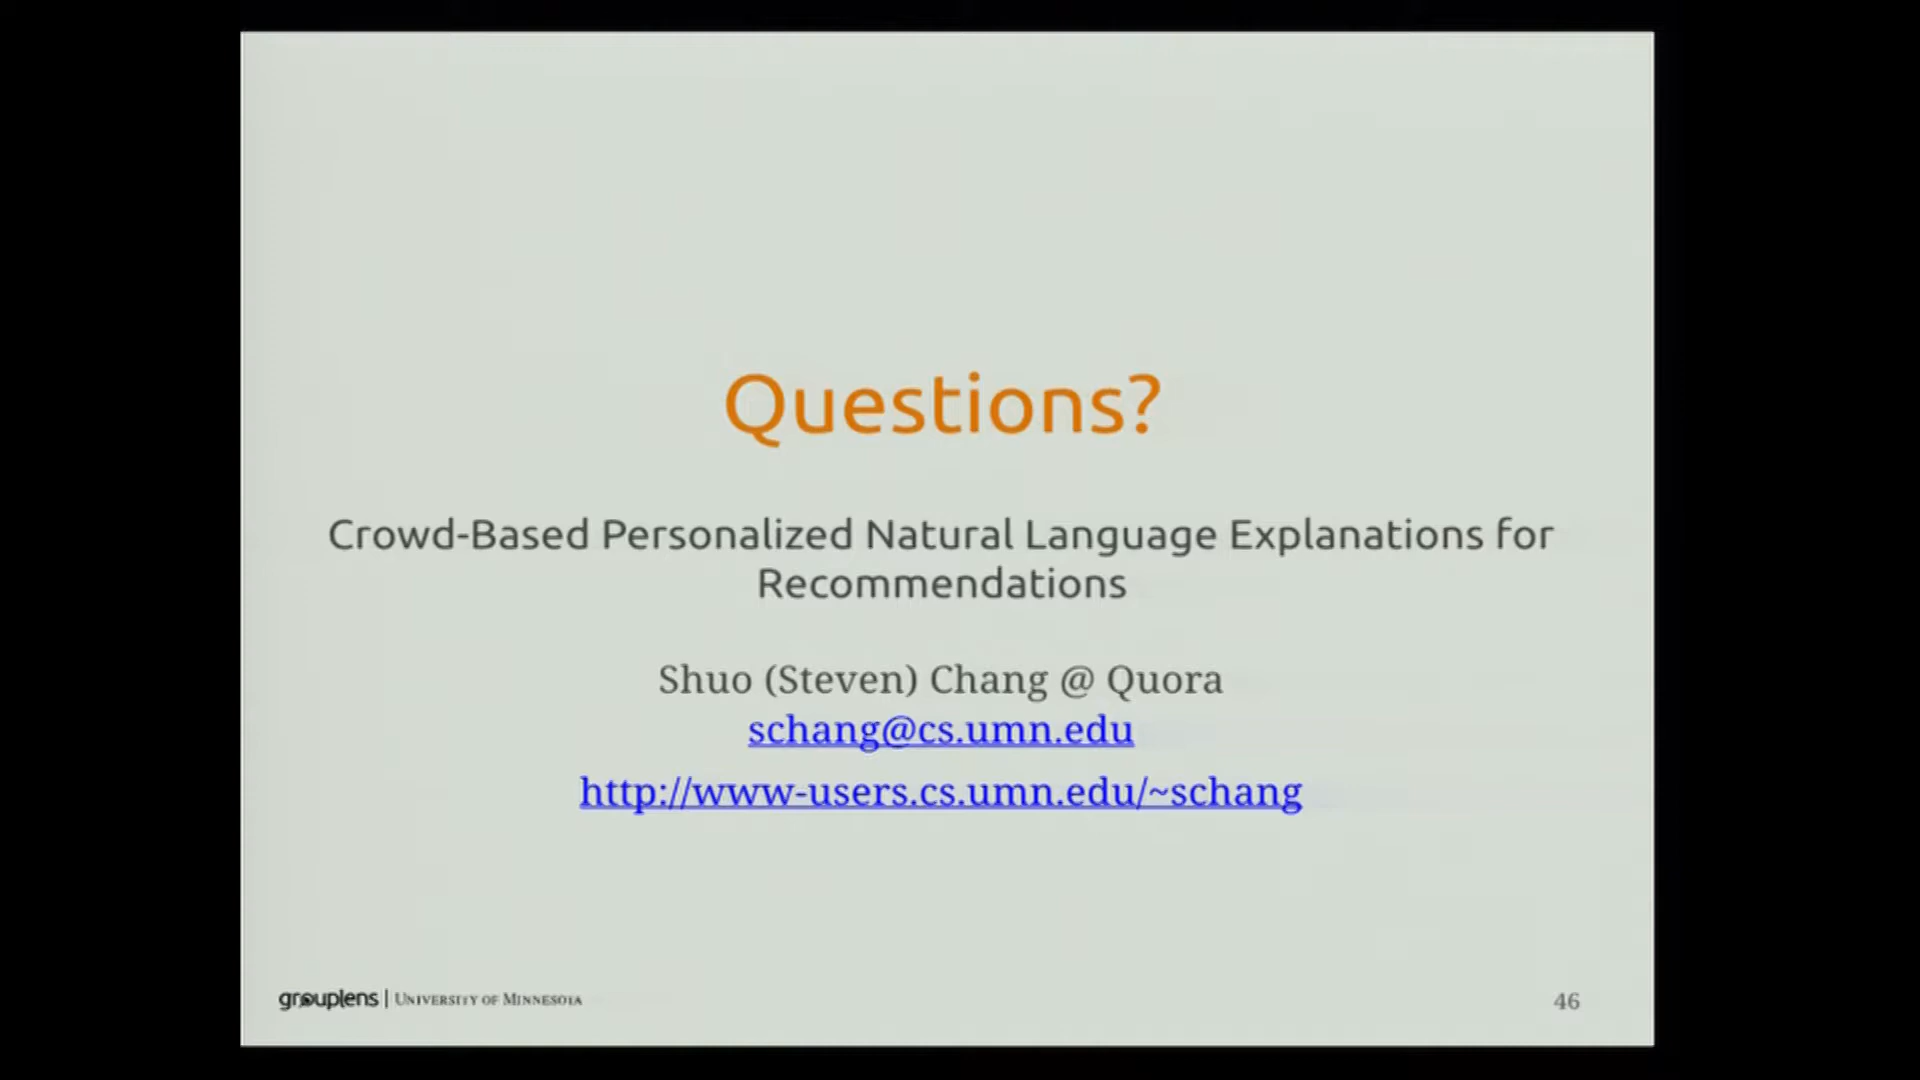 Questions?
Crowd-Based Personalized Natural Language Explanations for
Recommendations
Shuo (Steven) Chang @ Quora
schang@cs.umn.edu
http://www-users.cs.umn.edu/~schang
grouplens | UNIVERSITY OF MINNESOTA
46